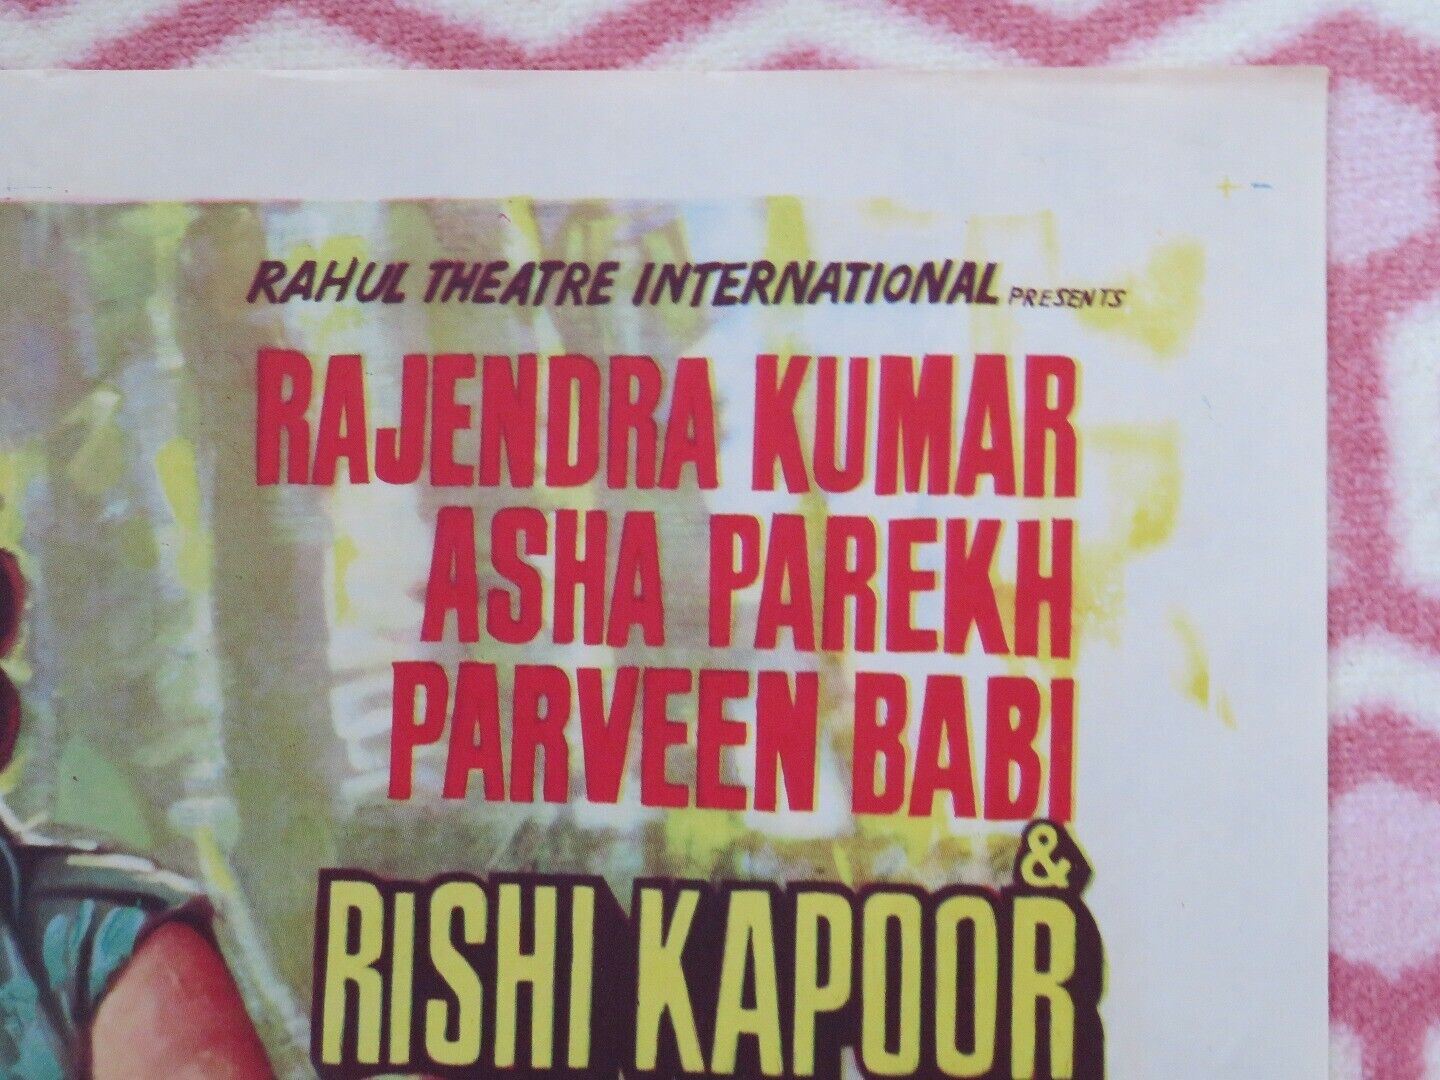 RAHUL THEATRE INTERNATIONAL PRESENTS
RAJENDRA KUMAR
ASHA PAREKH
PARVEEN BABI
&
RISHI KAPOOR